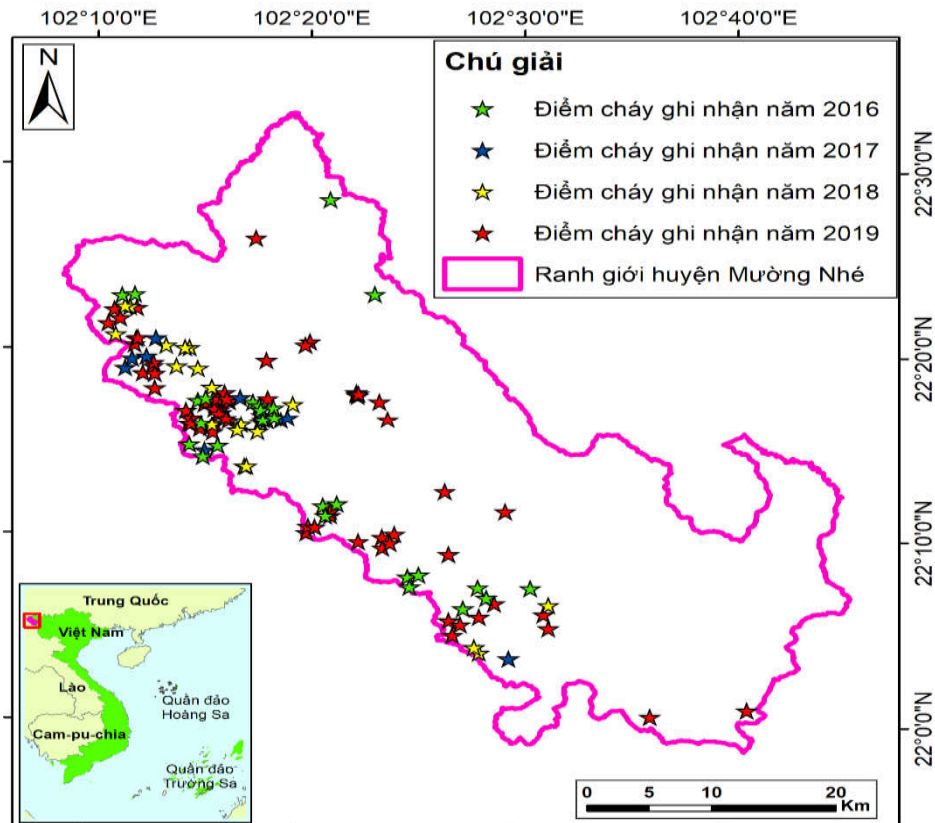 102°10'0"E 102°20'0"E 102°30'0"E 102°40'0"E
N
Chú giải
Điểm cháy ghi nhận năm 2016
Điểm cháy ghi nhận năm 2017
Điểm cháy ghi nhận năm 2018
Điểm cháy ghi nhận năm 2019
Ranh giới huyện Mường Nhé
22°30'0"N
22°20'0"N
22°10'0"N
22°0'0"N
Trung Quốc
Việt Nam
Lào
Quần đảo
Hoàng Sa
Cam-pu-chia
Quần đảo
Trường Sa
0 5 10 20
Km